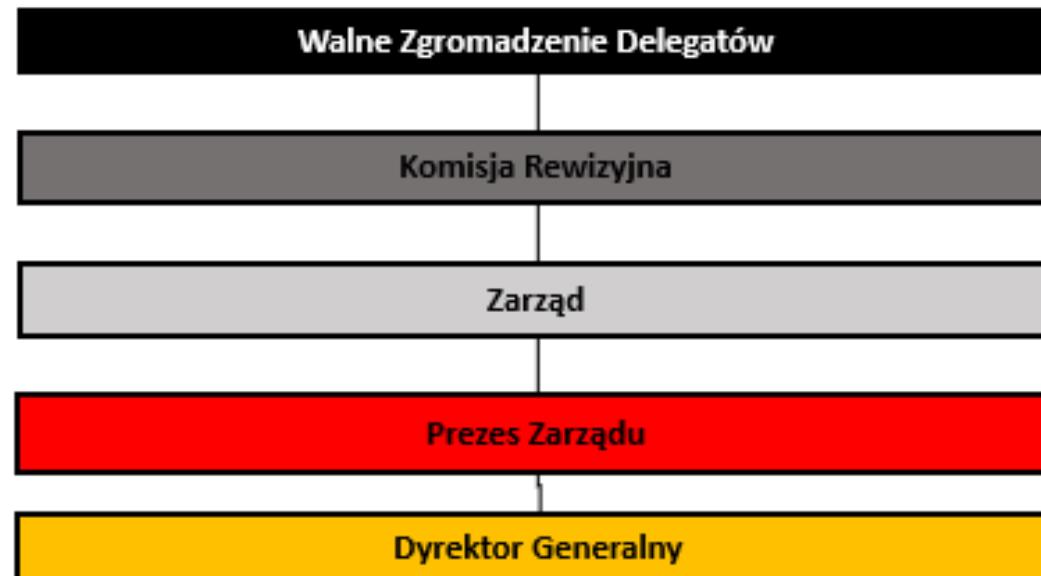 Walne Zgromadzenie Delegatów
Komisja Rewizyjna
Zarząd
Prezes Zarządu
Dyrektor Generalny